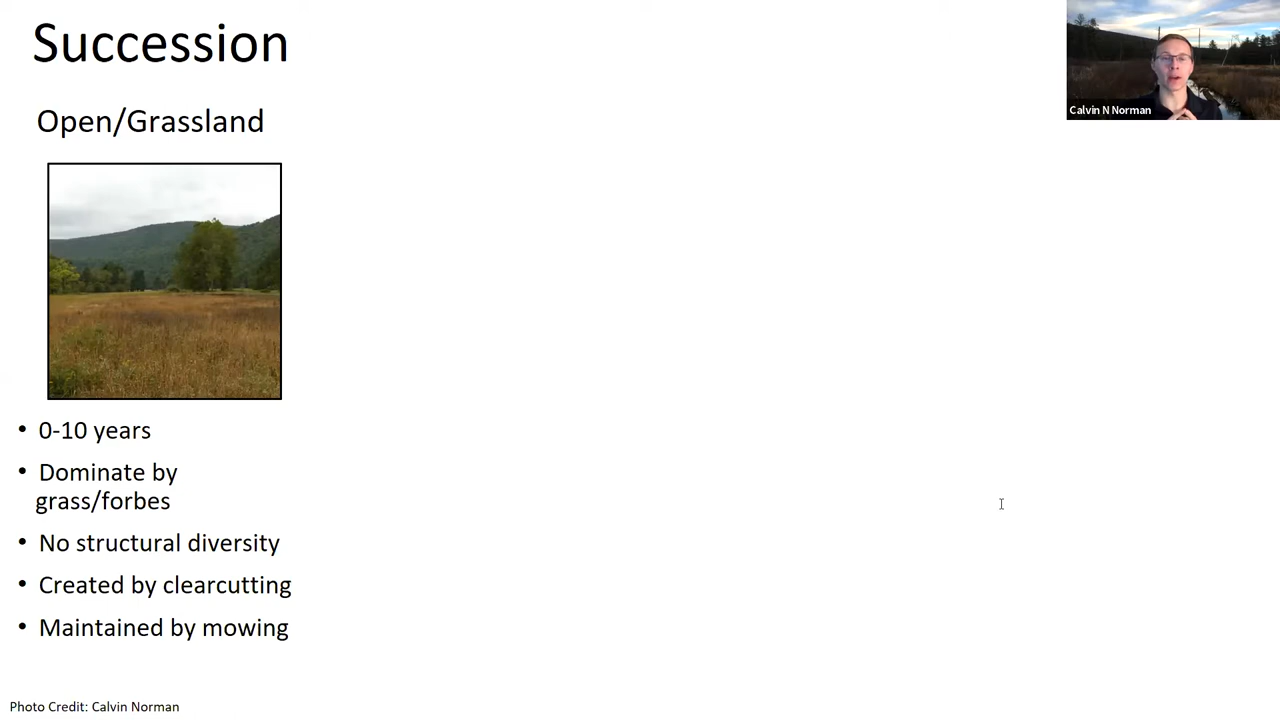 Succession
Open/Grassland
Calvin N Norman
• 0-10 years
• Dominate by
grass/forbes
• No structural diversity
• Created by clearcutting
• Maintained by mowing
Photo Credit: Calvin Norman